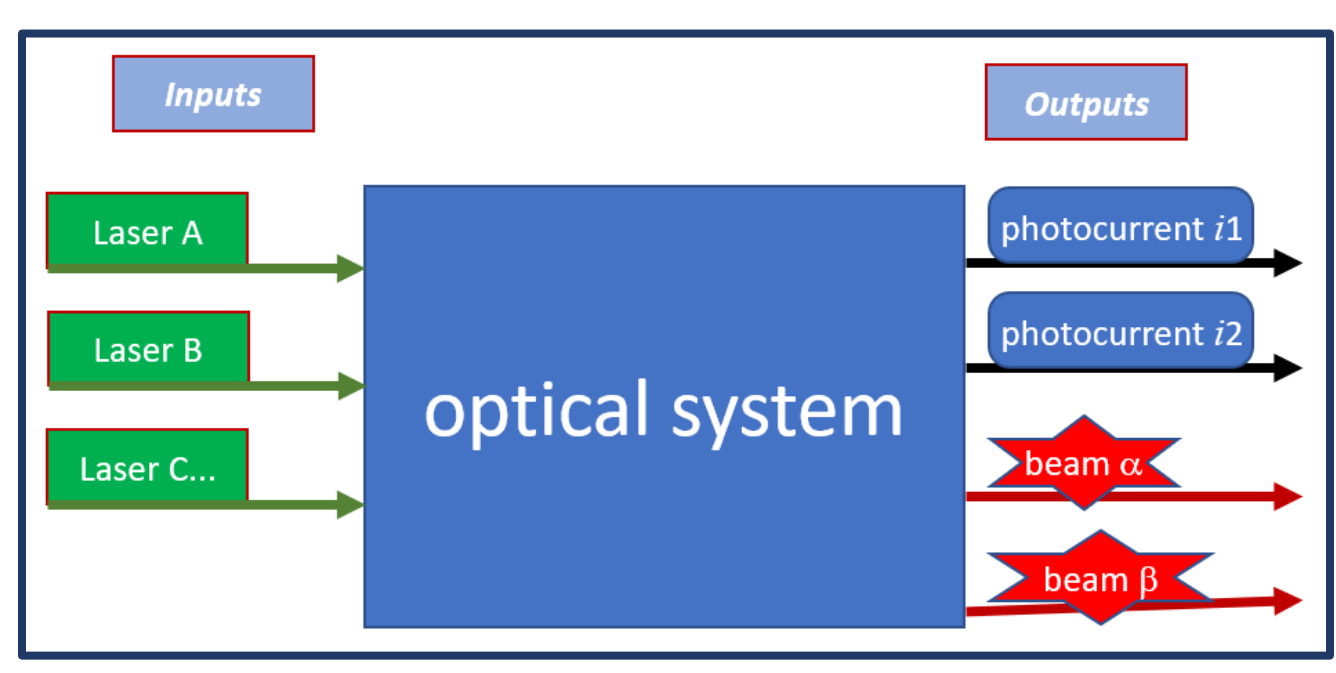 Inputs
Outputs
Laser A
Laser B
Laser C...
optical system
photocurrent i1
photocurrent i2
beam α
beam β